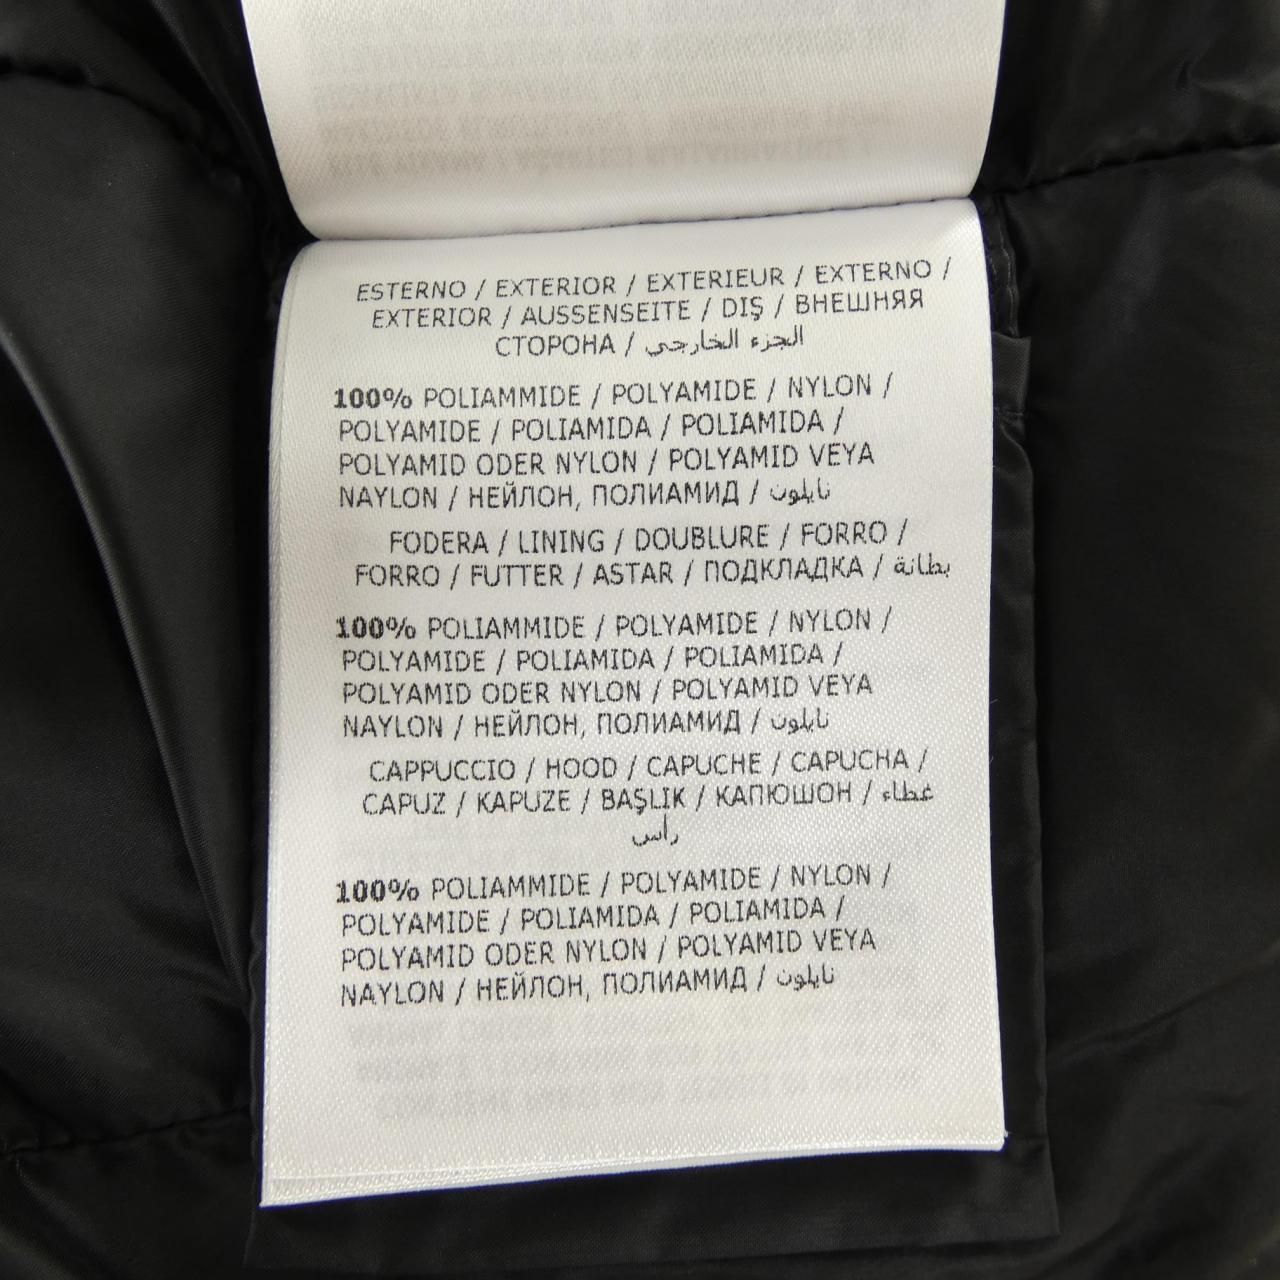 ESTERNO / EXTERIOR / EXTERIEUR / EXTERNO /
EXTERIOR / AUSSENSEITE / DIŞ / ВНЕШНЯЯ
СТОРОНА / الجزء الخارجي
100% POLIAMMIDE / POLYAMIDE / NYLON /
POLYAMIDE / POLIAMIDA / POLIAMIDA /
POLYAMID ODER NYLON / POLYAMID VEYA
NAYLON / НЕЙЛОН, ПОЛИАМИД / نايلون
FODERA / LINING / DOUBLURE / FORRO /
FORRO / FUTTER / ASTAR / ПОДКЛАДКА / بطانة
100% POLIAMMIDE / POLYAMIDE / NYLON /
POLYAMIDE / POLIAMIDA / POLIAMIDA /
POLYAMID ODER NYLON / POLYAMID VEYA
NAYLON / НЕЙЛОН, ПОЛИАМИД / نايلون
CAPPUCCIO / HOOD / CAPUCHE / CAPUCHA /
CAPUZ / KAPUZE / BAŞLIK / КАПЮШОН / غطاء
رأس
100% POLIAMMIDE / POLYAMIDE / NYLON /
POLYAMIDE / POLIAMIDA / POLIAMIDA /
POLYAMID ODER NYLON / POLYAMID VEYA
NAYLON / НЕЙЛОН, ПОЛИАМИД / نايلون